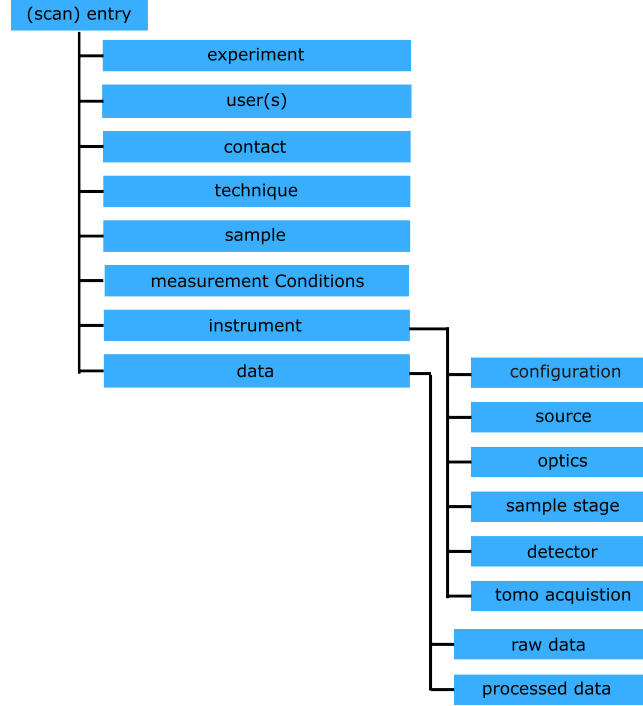 (scan) entry
experiment
user(s)
contact
technique
sample
measurement Conditions
instrument
data
configuration
source
optics
sample stage
detector
tomo acquistion
raw data
processed data